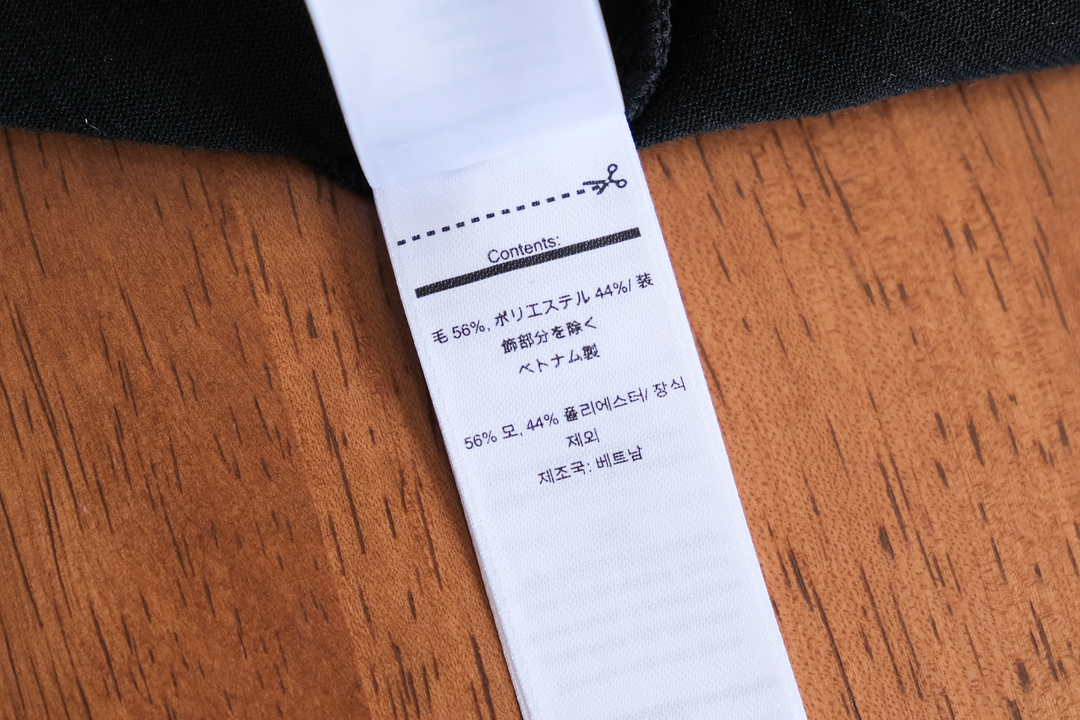 Contents:
毛 56%, ポリエステル 44%/ 装
飾部分を除く
ベトナム製
56% 모, 44% 폴리에스터/ 장식
제외
제조국: 베트남